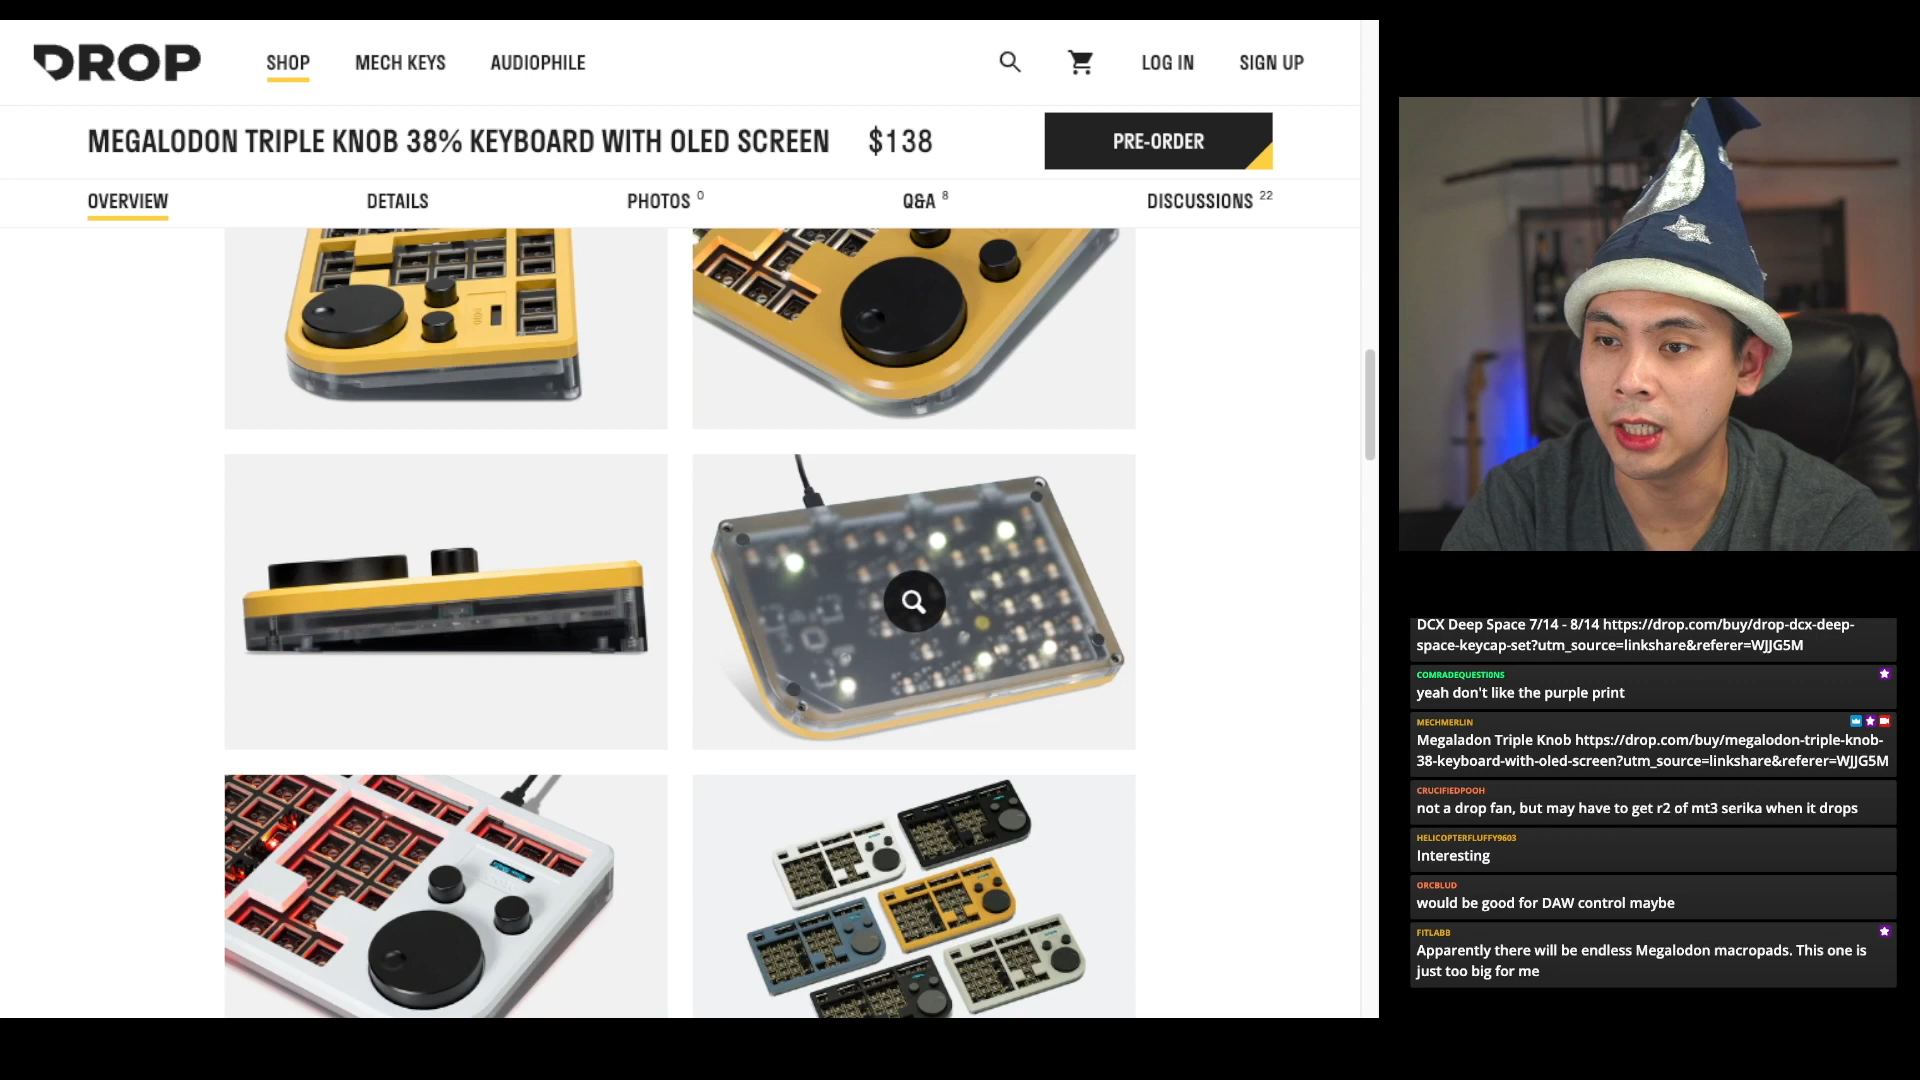 DROP
SHOP
MECH KEYS
AUDIOPHILE
LOG IN
SIGN UP
MEGALODON TRIPLE KNOB 38% KEYBOARD WITH OLED SCREEN
$138
PRE-ORDER
OVERVIEW
DETAILS
PHOTOS 0
Q&A 8
DISCUSSIONS 22
DCX Deep Space 7/14 - 8/14 https://drop.com/buy/drop-dcx-deep-
space-keycap-set?utm_source=linkshare&referer=WJJG5M
COMRADEQUESTI0NS
yeah don't like the purple print
MECHMERLIN
Megaladon Triple Knob https://drop.com/buy/megalodon-triple-knob-
38-keyboard-with-oled-screen?utm_source=linkshare&referer=WJJG5M
CRUCIFIEDPOOH
not a drop fan, but may have to get r2 of mt3 serika when it drops
HELICOPTERFLUFFY9603
Interesting
ORCBLUD
would be good for DAW control maybe
FITLABB
Apparently there will be endless Megalodon macropads. This one is
just too big for me